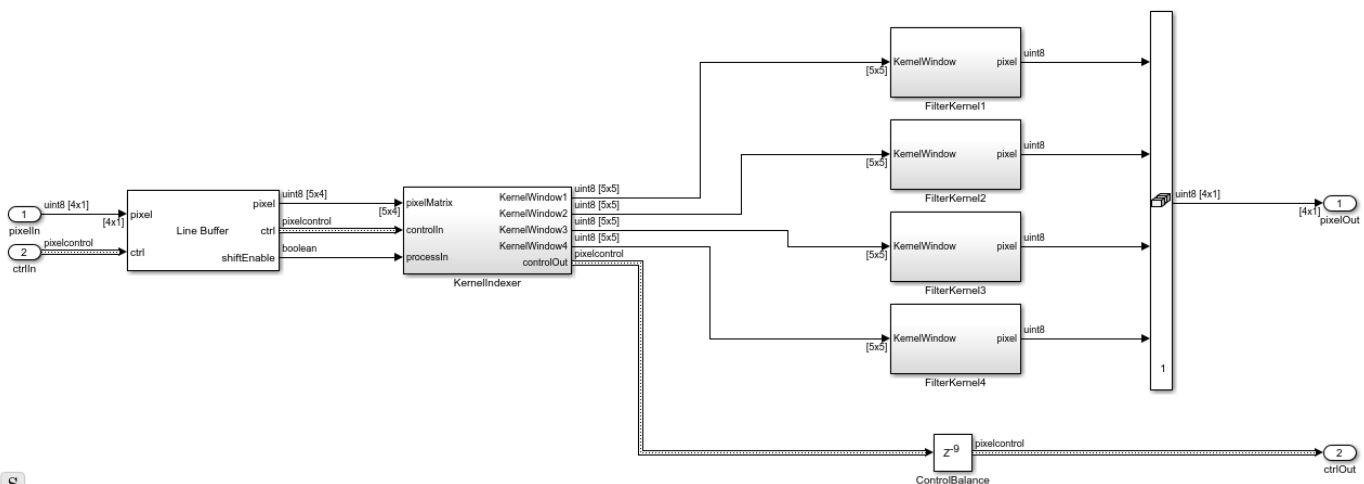 1
pixelIn
2
ctrlIn
uint8 [4x1]
[4x1]
pixelcontrol
pixel
ctrl
Line Buffer
pixel
ctrl
shiftEnable
uint8 [5x4]
[5x4]
pixelcontrol
boolean
pixelMatrix
controlIn
processIn
KernelWindow1
KernelWindow2
KernelWindow3
KernelWindow4
controlOut
KernelIndexer
uint8 [5x5]
uint8 [5x5]
uint8 [5x5]
uint8 [5x5]
pixelcontrol
[5x5]
KernelWindow pixel
uint8
FilterKernel1
[5x5]
KernelWindow pixel
uint8
FilterKernel2
[5x5]
KernelWindow pixel
uint8
FilterKernel3
[5x5]
KernelWindow pixel
uint8
FilterKernel4
1
uint8 [4x1]
[4x1]
1
pixelOut
Z-9
ControlBalance
pixelcontrol
2
ctrlOut